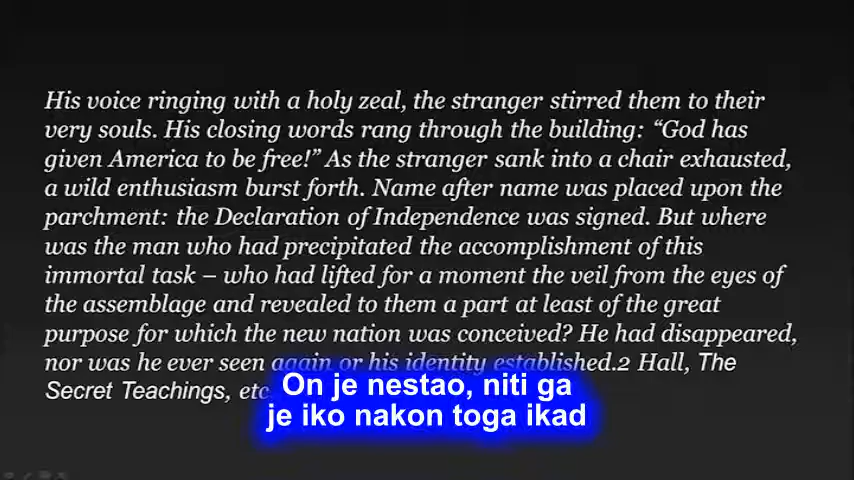 His voice ringing with a holy zeal, the stranger stirred them to their
very souls. His closing words rang through the building: “God has
given America to be free!” As the stranger sank into a chair exhausted,
a wild enthusiasm burst forth. Name after name was placed upon the
parchment: the Declaration of Independence was signed. But where
was the man who had precipitated the accomplishment of this
immortal task – who had lifted for a moment the veil from the eyes of
the assemblage and revealed to them a part at least of the great
purpose for which the new nation was conceived? He had disappeared,
nor was he ever seen again or his identity established.2 Hall, The
Secret Teachings, etc
On je nestao, niti ga
je iko nakon toga ikad